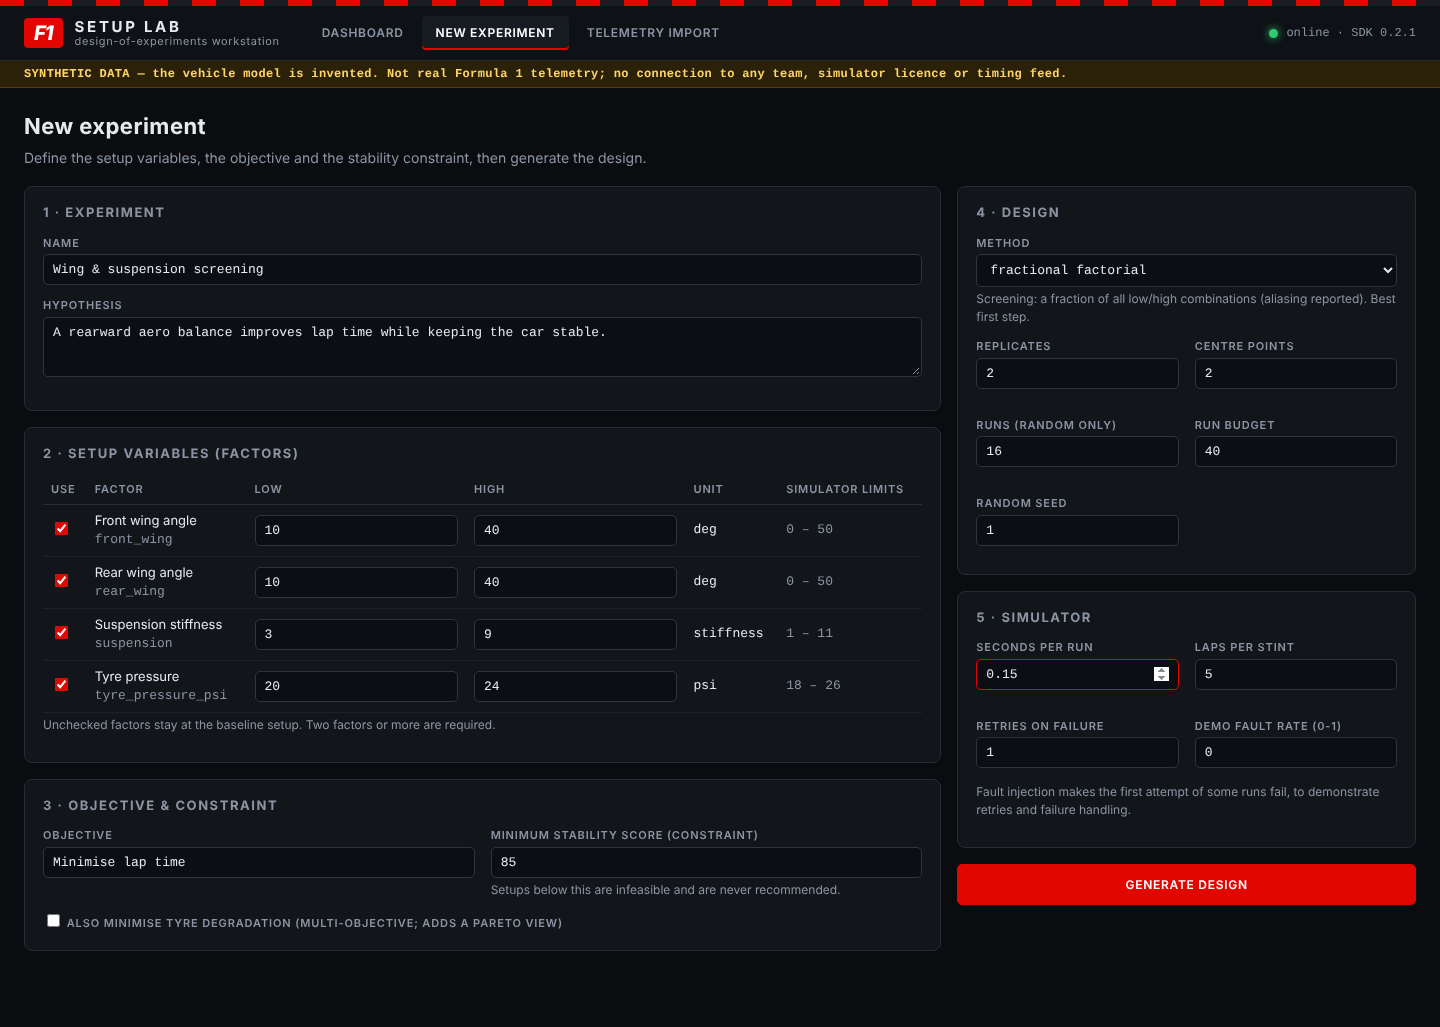 F1
SETUP LAB
design-of-experiments workstation
DASHBOARD
NEW EXPERIMENT
TELEMETRY IMPORT
online · SDK 0.2.1
SYNTHETIC DATA — the vehicle model is invented. Not real Formula 1 telemetry; no connection to any team, simulator licence or timing feed.
New experiment
Define the setup variables, the objective and the stability constraint, then generate the design.
1 · EXPERIMENT
NAME
Wing & suspension screening
HYPOTHESIS
A rearward aero balance improves lap time while keeping the car stable.
2 · SETUP VARIABLES (FACTORS)
USE FACTOR LOW HIGH UNIT SIMULATOR LIMITS
Front wing angle
front_wing
10 40 deg 0 – 50
Rear wing angle
rear_wing
10 40 deg 0 – 50
Suspension stiffness
suspension
3 9 stiffness 1 – 11
Tyre pressure
tyre_pressure_psi
20 24 psi 18 – 26
Unchecked factors stay at the baseline setup. Two factors or more are required.
3 · OBJECTIVE & CONSTRAINT
OBJECTIVE
Minimise lap time
MINIMUM STABILITY SCORE (CONSTRAINT)
85
Setups below this are infeasible and are never recommended.
ALSO MINIMISE TYRE DEGRADATION (MULTI-OBJECTIVE; ADDS A PARETO VIEW)
4 · DESIGN
METHOD
fractional factorial
Screening: a fraction of all low/high combinations (aliasing reported). Best
first step.
REPLICATES CENTRE POINTS
2 2
RUNS (RANDOM ONLY) RUN BUDGET
16 40
RANDOM SEED
1
5 · SIMULATOR
SECONDS PER RUN LAPS PER STINT
0.15 5
RETRIES ON FAILURE DEMO FAULT RATE (0-1)
1 0
Fault injection makes the first attempt of some runs fail, to demonstrate
retries and failure handling.
GENERATE DESIGN